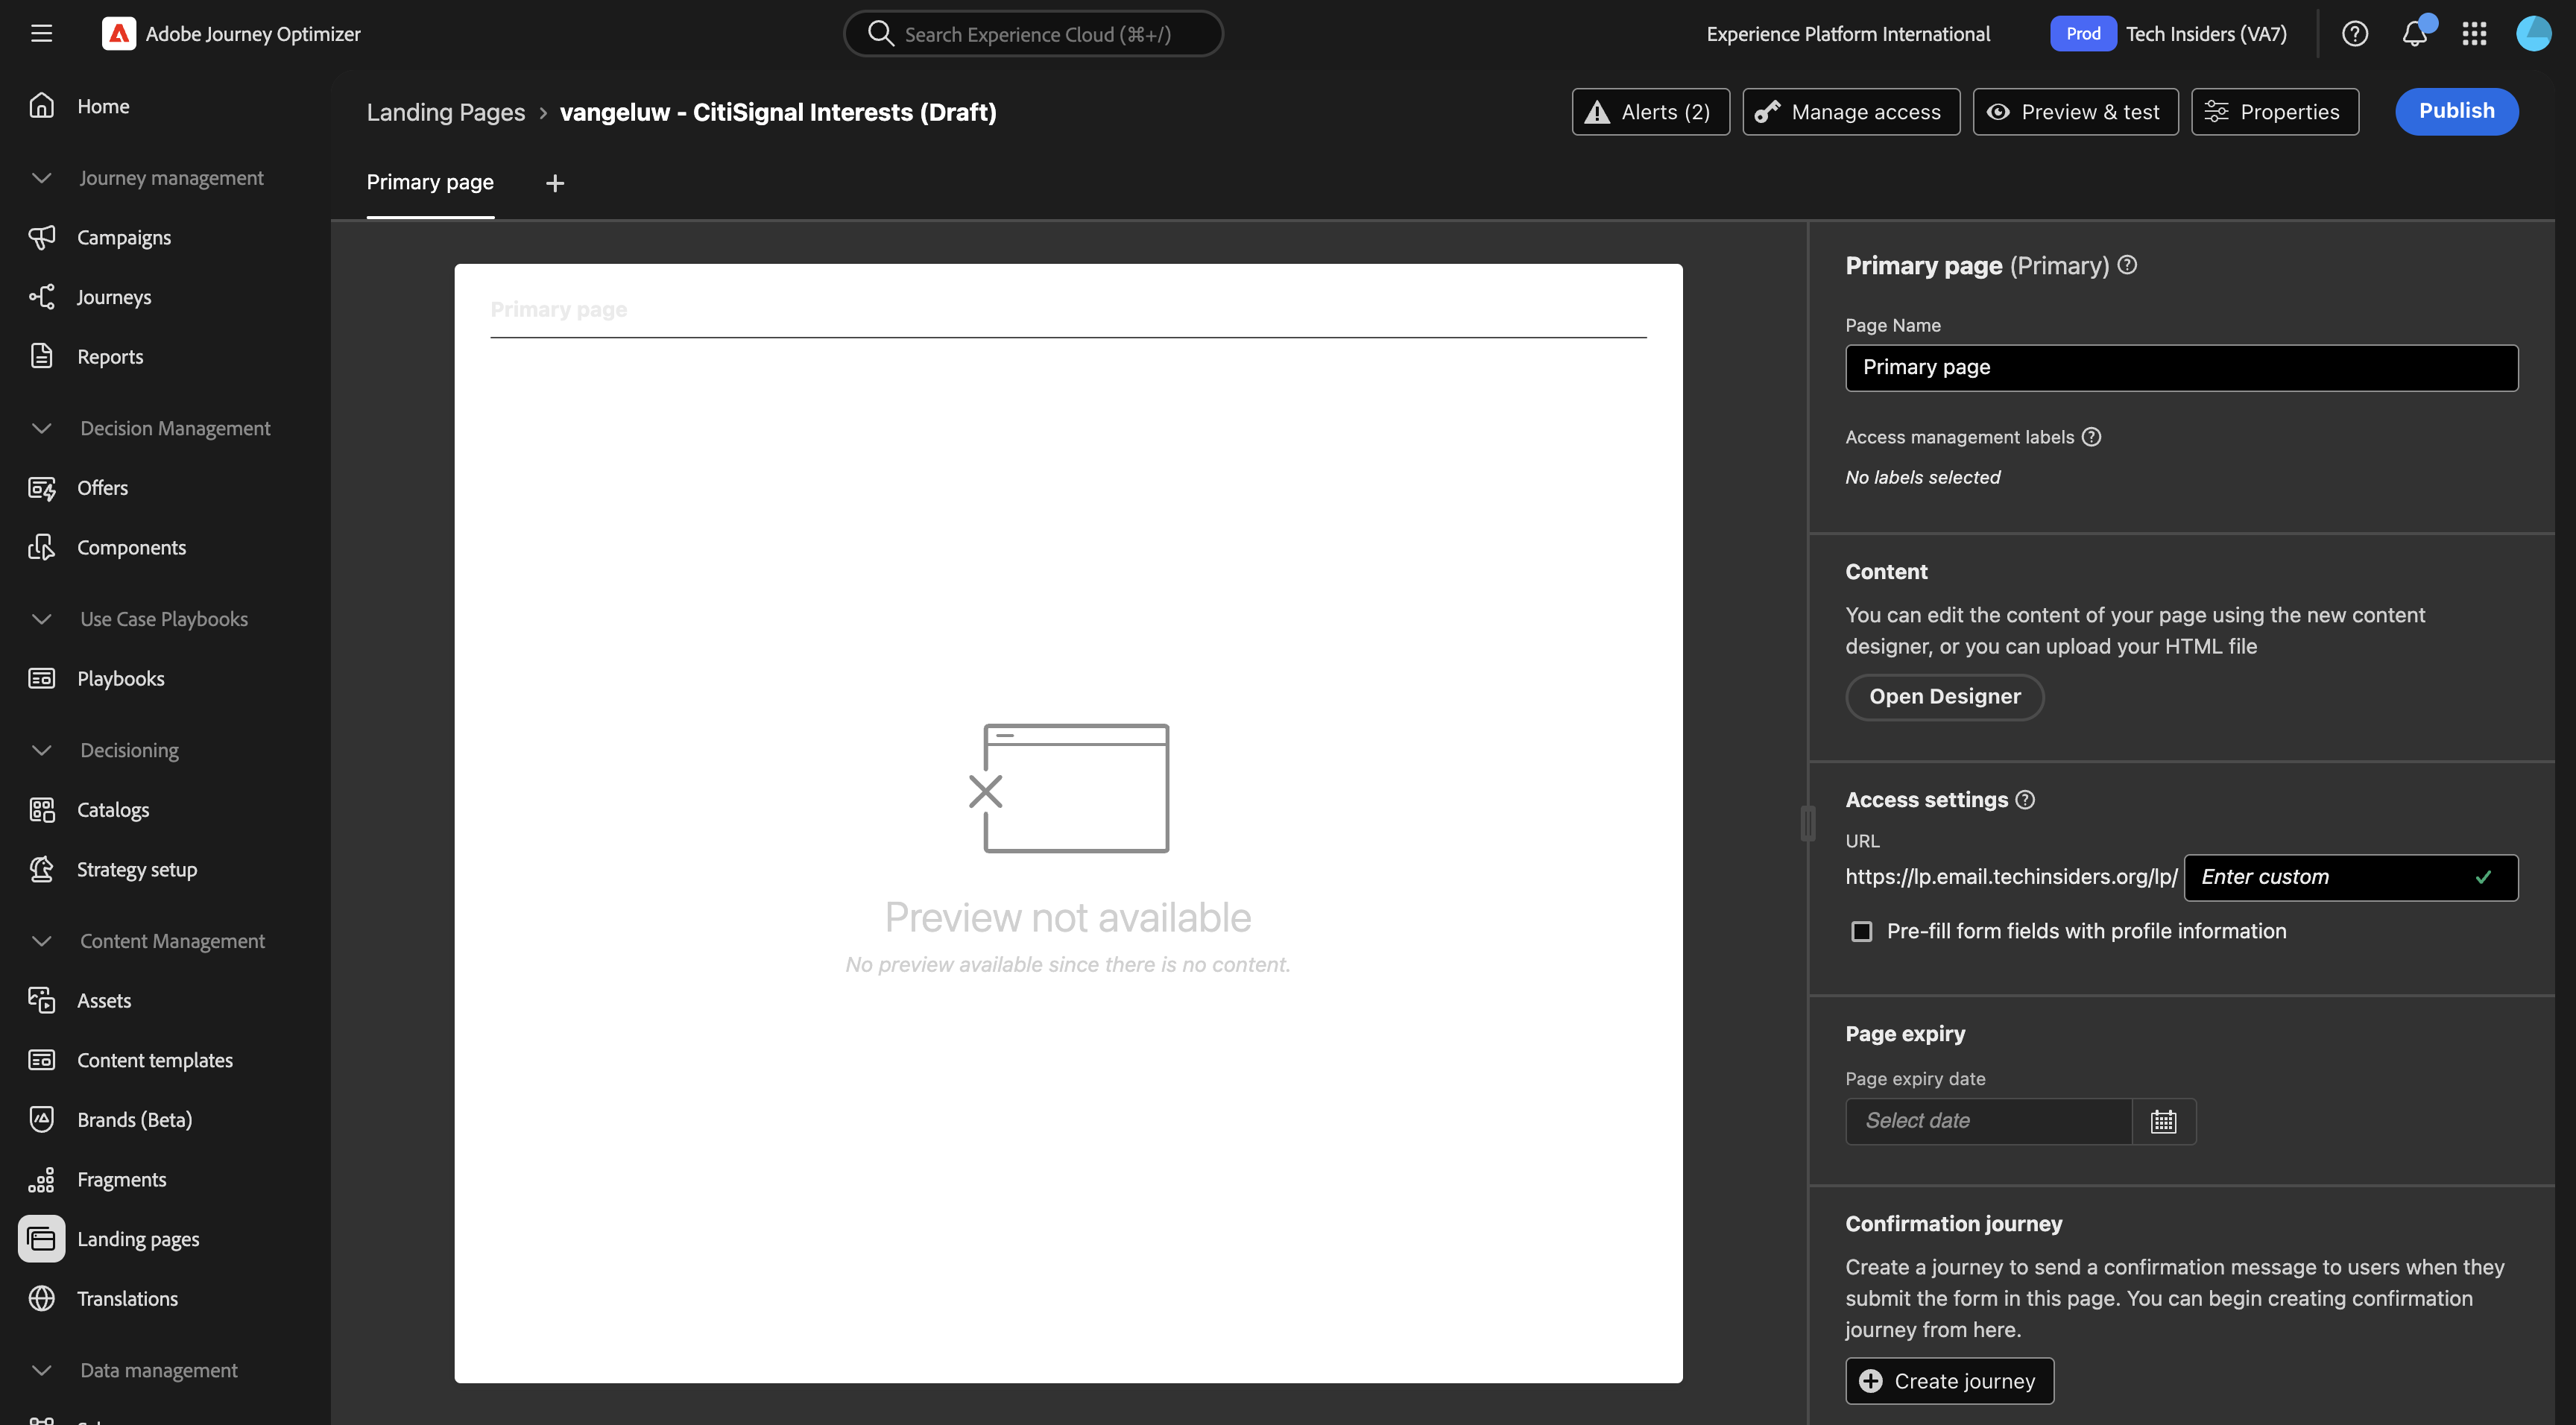 Adobe Journey Optimizer
Search Experience Cloud (⌘+/)
Experience Platform International
Prod
Tech Insiders (VA7)
Home
Journey management
Campaigns
Journeys
Reports
Decision Management
Offers
Components
Use Case Playbooks
Playbooks
Decisioning
Catalogs
Strategy setup
Content Management
Assets
Content templates
Brands (Beta)
Fragments
Landing pages
Translations
Data management
Landing Pages > vangeluw - CitiSignal Interests (Draft)
Alerts (2)
Manage access
Preview & test
Properties
Publish
Primary page
Primary page
Preview not available
No preview available since there is no content.
Primary page (Primary)
Page Name
Primary page
Access management labels
No labels selected
Content
You can edit the content of your page using the new content
designer, or you can upload your HTML file
Open Designer
Access settings
URL
https://lp.email.techinsiders.org/lp/
Enter custom
Pre-fill form fields with profile information
Page expiry
Page expiry date
Select date
Confirmation journey
Create a journey to send a confirmation message to users when they
submit the form in this page. You can begin creating confirmation
journey from here.
Create journey